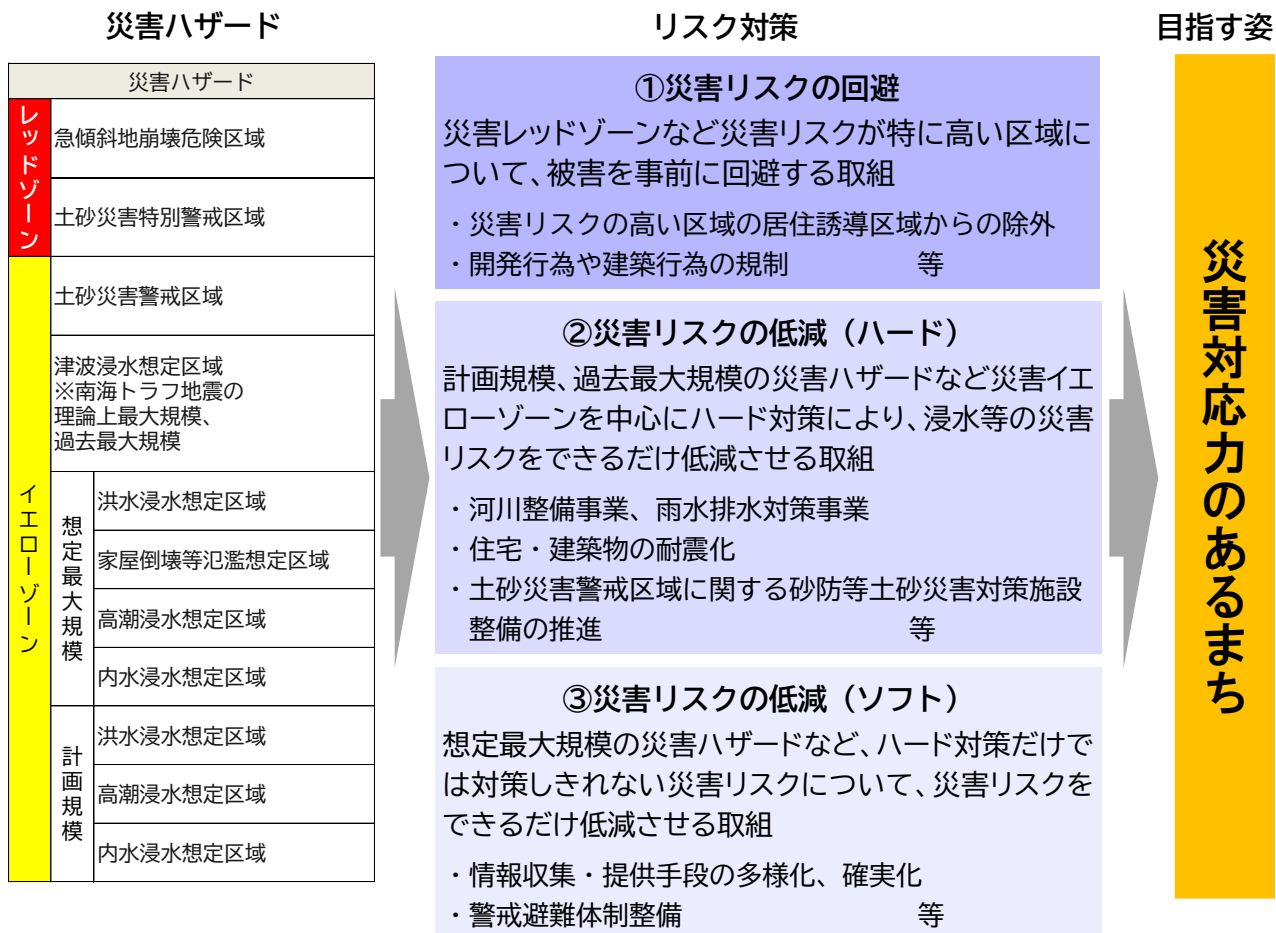 災害ハザード
リスク対策
目指す姿
災害ハザード
レッドゾーン
急傾斜地崩壊危険区域
土砂災害特別警戒区域
イエローゾーン
土砂災害警戒区域
津波浸水想定区域
※南海トラフ地震の
理論上最大規模、
過去最大規模
想定最大規模
洪水浸水想定区域
家屋倒壊等氾濫想定区域
高潮浸水想定区域
内水浸水想定区域
計画規模
洪水浸水想定区域
高潮浸水想定区域
内水浸水想定区域
①災害リスクの回避
災害レッドゾーンなど災害リスクが特に高い区域に
ついて、被害を事前に回避する取組
・災害リスクの高い区域の居住誘導区域からの除外
・開発行為や建築行為の規制 等
②災害リスクの低減（ハード）
計画規模、過去最大規模の災害ハザードなど災害イエ
ローゾーンを中心にハード対策により、浸水等の災害
リスクをできるだけ低減させる取組
・河川整備事業、雨水排水対策事業
・住宅・建築物の耐震化
・土砂災害警戒区域に関する砂防等土砂災害対策施設
整備の推進 等
③災害リスクの低減（ソフト）
想定最大規模の災害ハザードなど、ハード対策だけで
は対策しきれない災害リスクについて、災害リスクを
できるだけ低減させる取組
・情報収集・提供手段の多様化、確実化
・警戒避難体制整備 等
災害対応力のあるまち